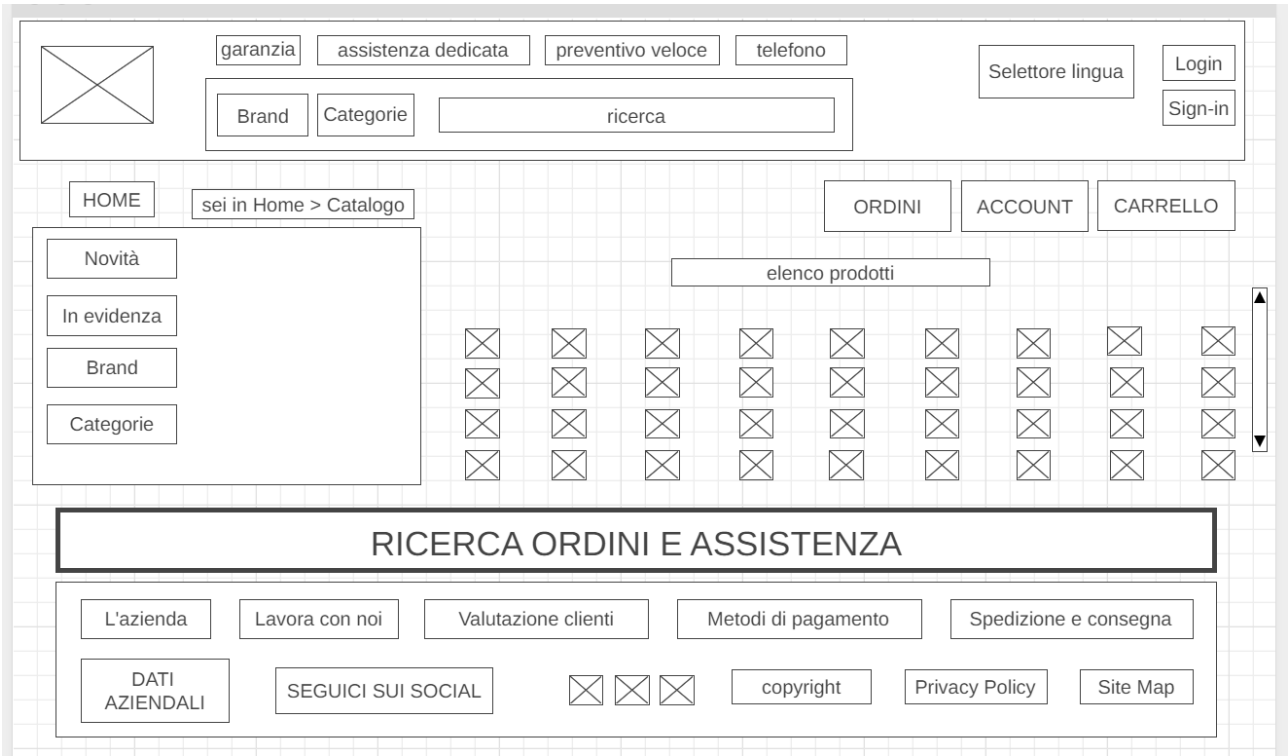 garanzia
assistenza dedicata
preventivo veloce
telefono
Selettore lingua
Login
Brand
Categorie
ricerca
Sign-in
HOME
sei in Home > Catalogo
ORDINI
ACCOUNT
CARRELLO
Novità
In evidenza
Brand
Categorie
elenco prodotti
RICERCA ORDINI E ASSISTENZA
L'azienda
Lavora con noi
Valutazione clienti
Metodi di pagamento
Spedizione e consegna
DATI
AZIENDALI
SEGUICI SUI SOCIAL
copyright
Privacy Policy
Site Map